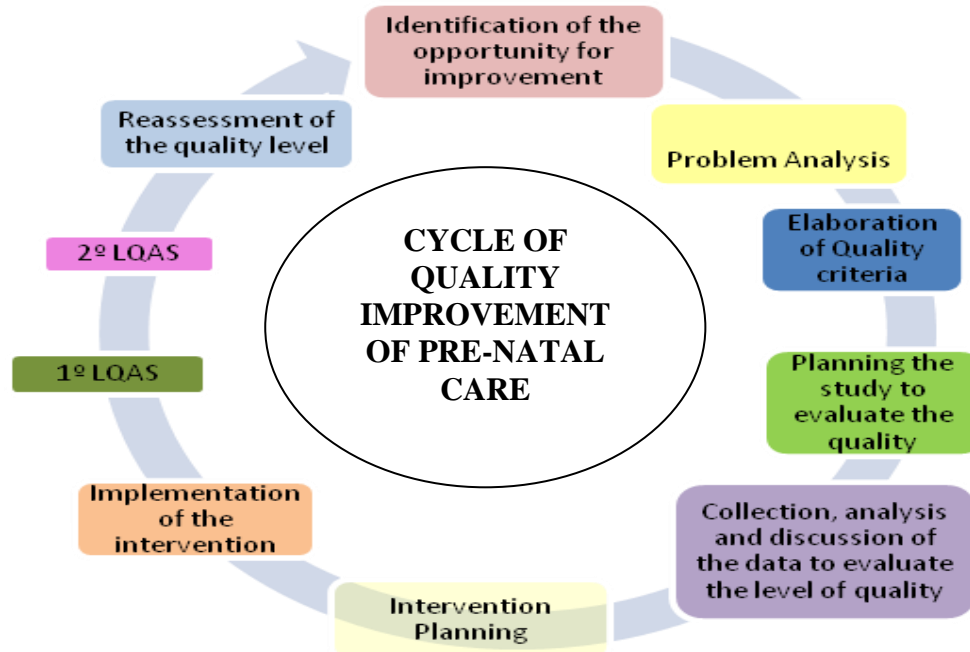 Identification of the
opportunity for
improvement
Problem Analysis
Elaboration
of Quality
criteria
Planning the
study to
evaluate the
quality
Collection, analysis
and discussion of
the data to evaluate
the level of quality
Intervention
Planning
Implementation
of the
intervention
1º LQAS
2º LQAS
Reassessment of
the quality level
CYCLE OF
QUALITY
IMPROVEMENT
OF PRE-NATAL
CARE